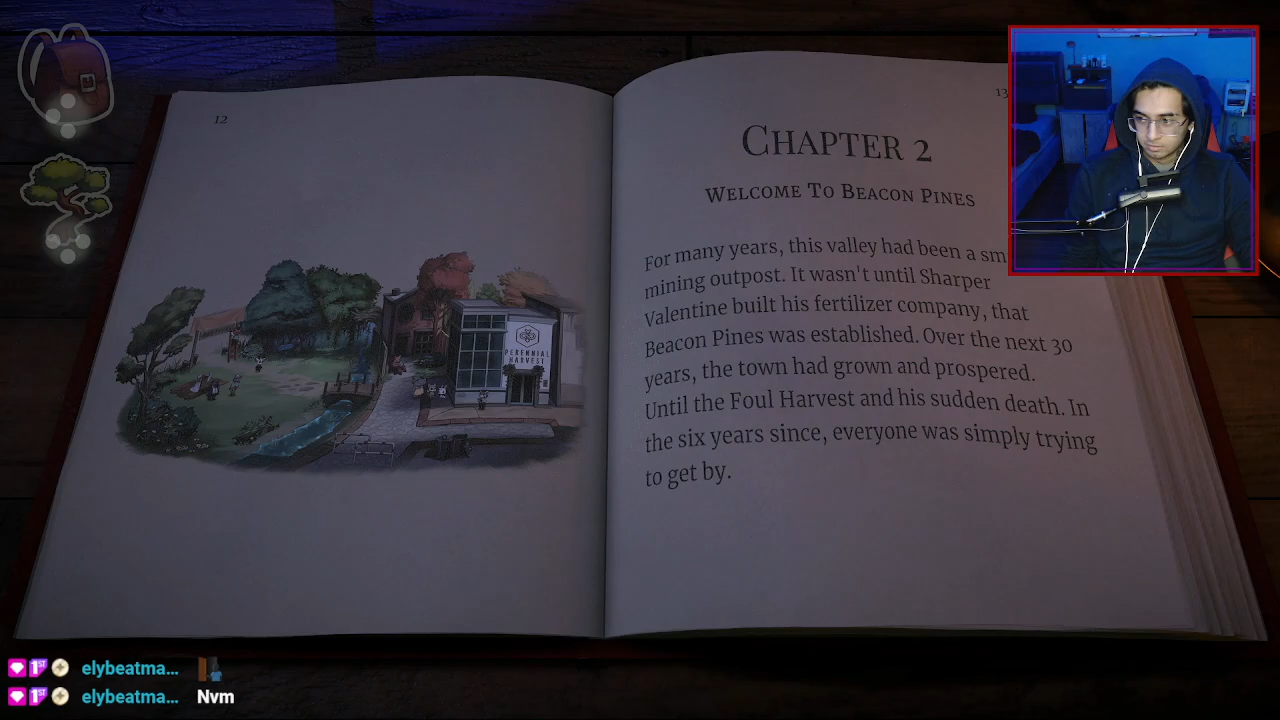 12
13
CHAPTER 2
WELCOME TO BEACON PINES
For many years, this valley had been a
mining outpost. It wasn't until Sharper
Valentine built his fertilizer company, that
Beacon Pines was established. Over the next 30
years, the town had grown and prospered.
Until the Foul Harvest and his sudden death. In
the six years since, everyone was simply trying
to get by.
PERENNIAL
HARVEST
1ST elybeatma...
1ST elybeatma... Nvm